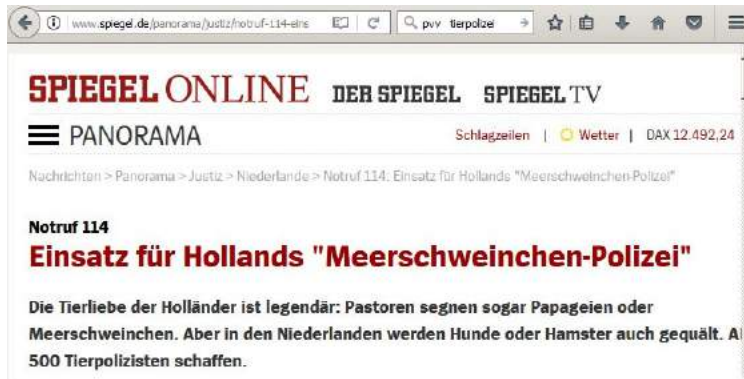 www.spiegel.de/panorama/justiz/notruf-114-eins
pvv tierpolizei
SPIEGEL ONLINE DER SPIEGEL SPIEGEL TV
PANORAMA
Schlagzeilen | Wetter | DAX 12.492,24
Nachrichten > Panorama > Justiz > Niederlande > Notruf 114: Einsatz für Hollands "Meerschweinchen-Polizei"
Notruf 114
Einsatz für Hollands "Meerschweinchen-Polizei"
Die Tierliebe der Holländer ist legendär: Pastoren segnen sogar Papageien oder
Meerschweinchen. Aber in den Niederlanden werden Hunde oder Hamster auch gequält.
500 Tierpolizisten schaffen.